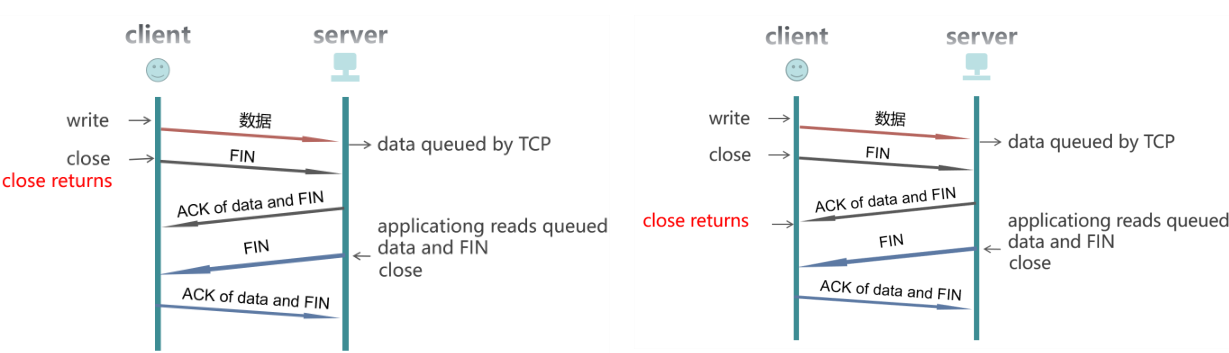 client server
write
数据
data queued by TCP
close
FIN
close returns
ACK of data and FIN
applicationg reads queued
data and FIN
close
FIN
ACK of data and FIN
client server
write
数据
data queued by TCP
close
FIN
ACK of data and FIN
close returns
applicationg reads queued
data and FIN
close
FIN
ACK of data and FIN